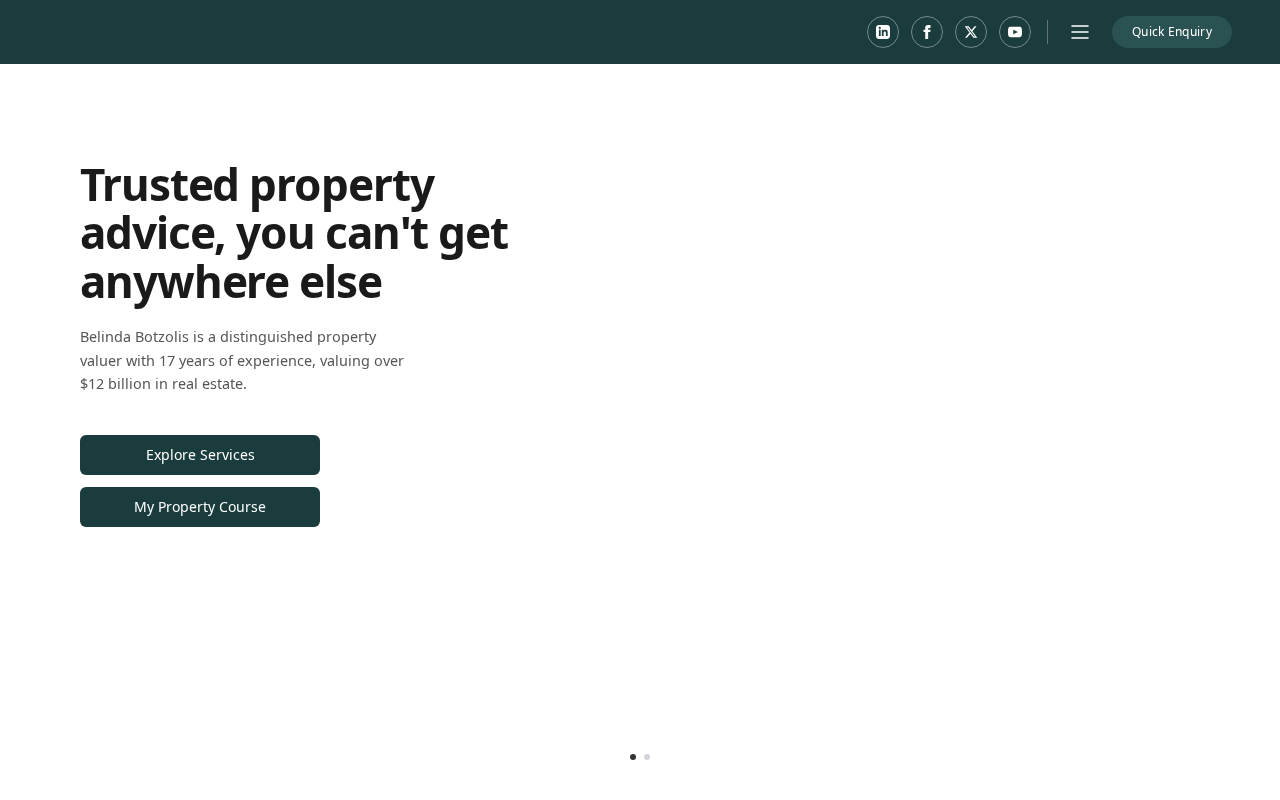 Quick Enquiry
Trusted property
advice, you can't get
anywhere else
Belinda Botzolis is a distinguished property
valuer with 17 years of experience, valuing over
$12 billion in real estate.
Explore Services
My Property Course